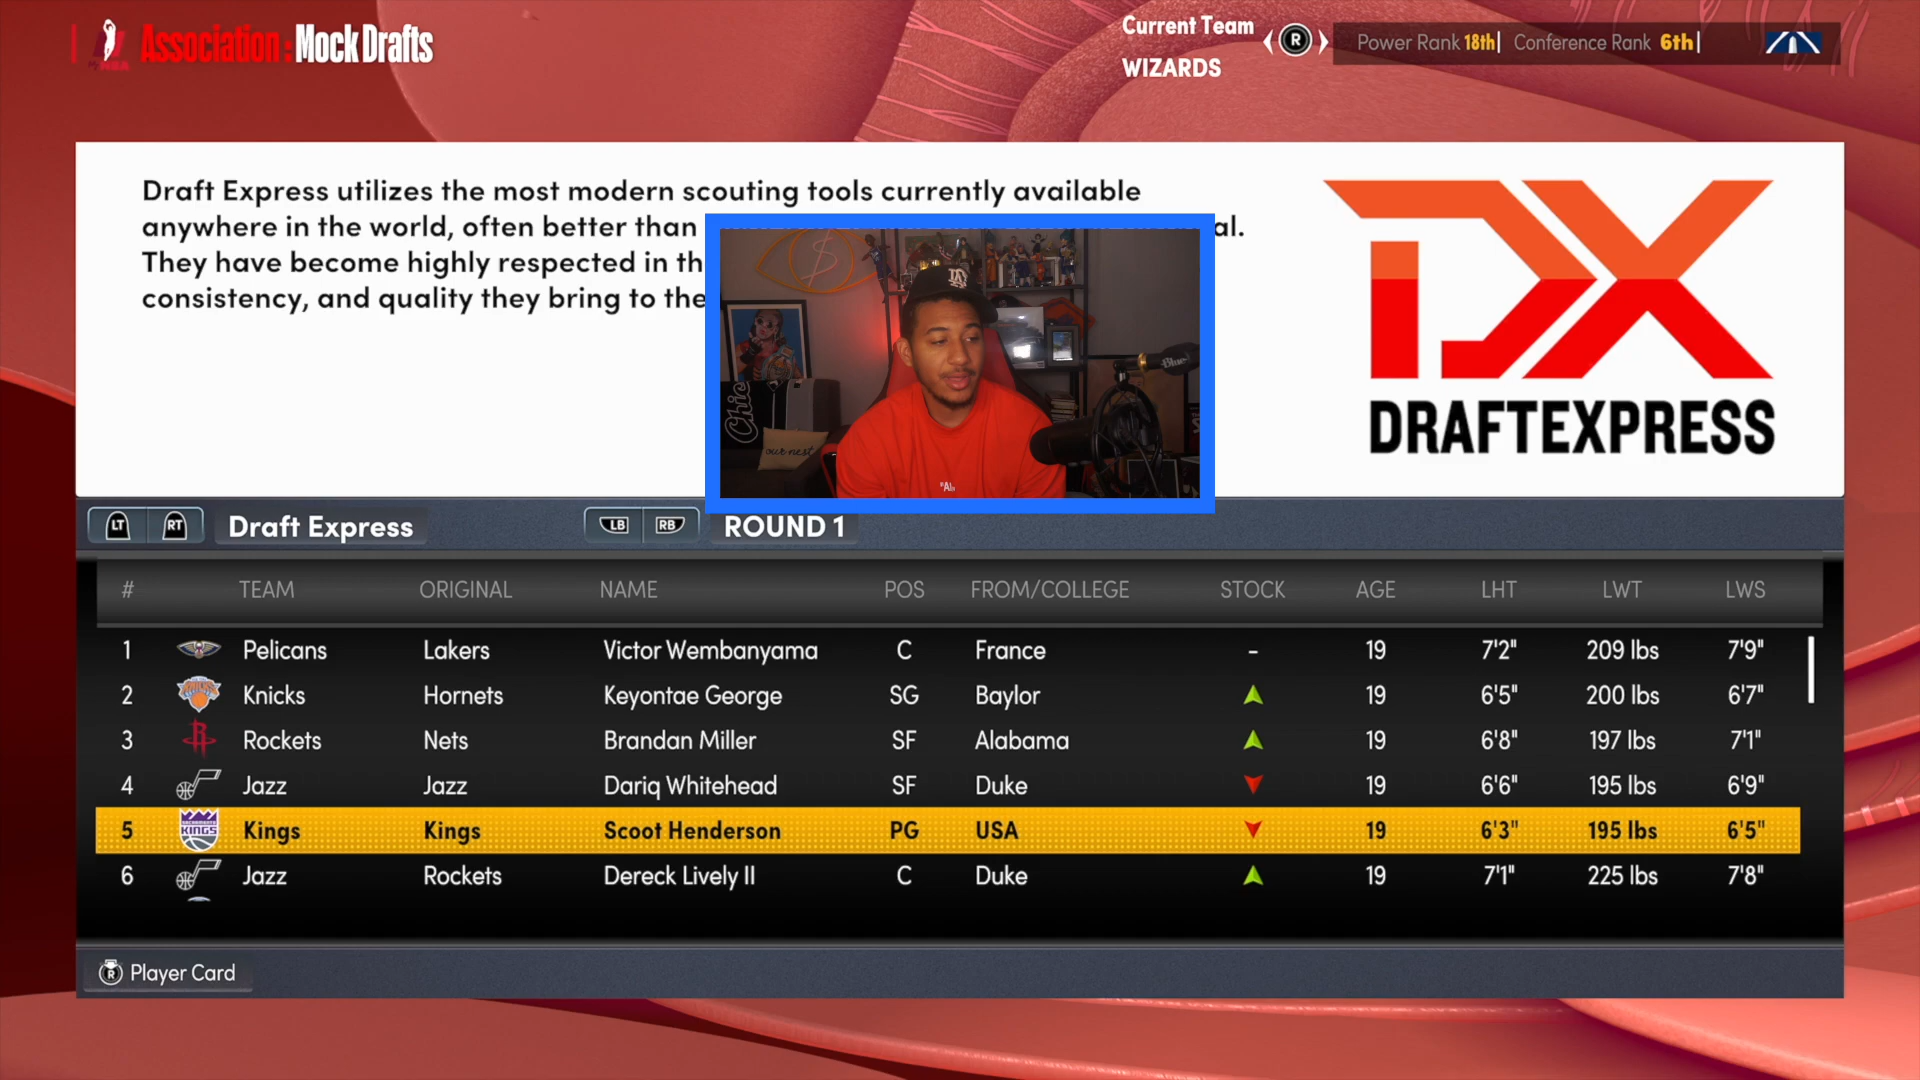 Association : Mock Drafts
Current Team
WIZARDS
R
Power Rank 18th| Conference Rank 6th|
Draft Express utilizes the most modern scouting tools currently available
anywhere in the world, often better than al.
They have become highly respected in th
consistency, and quality they bring to the
DX
DRAFTEXPRESS
Chic
our nest
Blue
LT RT Draft Express LB RB ROUND 1
# TEAM ORIGINAL NAME POS FROM/COLLEGE STOCK AGE LHT LWT LWS
1 Pelicans Lakers Victor Wembanyama C France - 19 7'2" 209 lbs 7'9"
2 Knicks Hornets Keyontae George SG Baylor 19 6'5" 200 lbs 6'7"
3 Rockets Nets Brandan Miller SF Alabama 19 6'8" 197 lbs 7'1"
4 Jazz Jazz Dariq Whitehead SF Duke 19 6'6" 195 lbs 6'9"
5 KINGS Kings Kings Scoot Henderson PG USA 19 6'3" 195 lbs 6'5"
6 Jazz Rockets Dereck Lively II C Duke 19 7'1" 225 lbs 7'8"
R Player Card